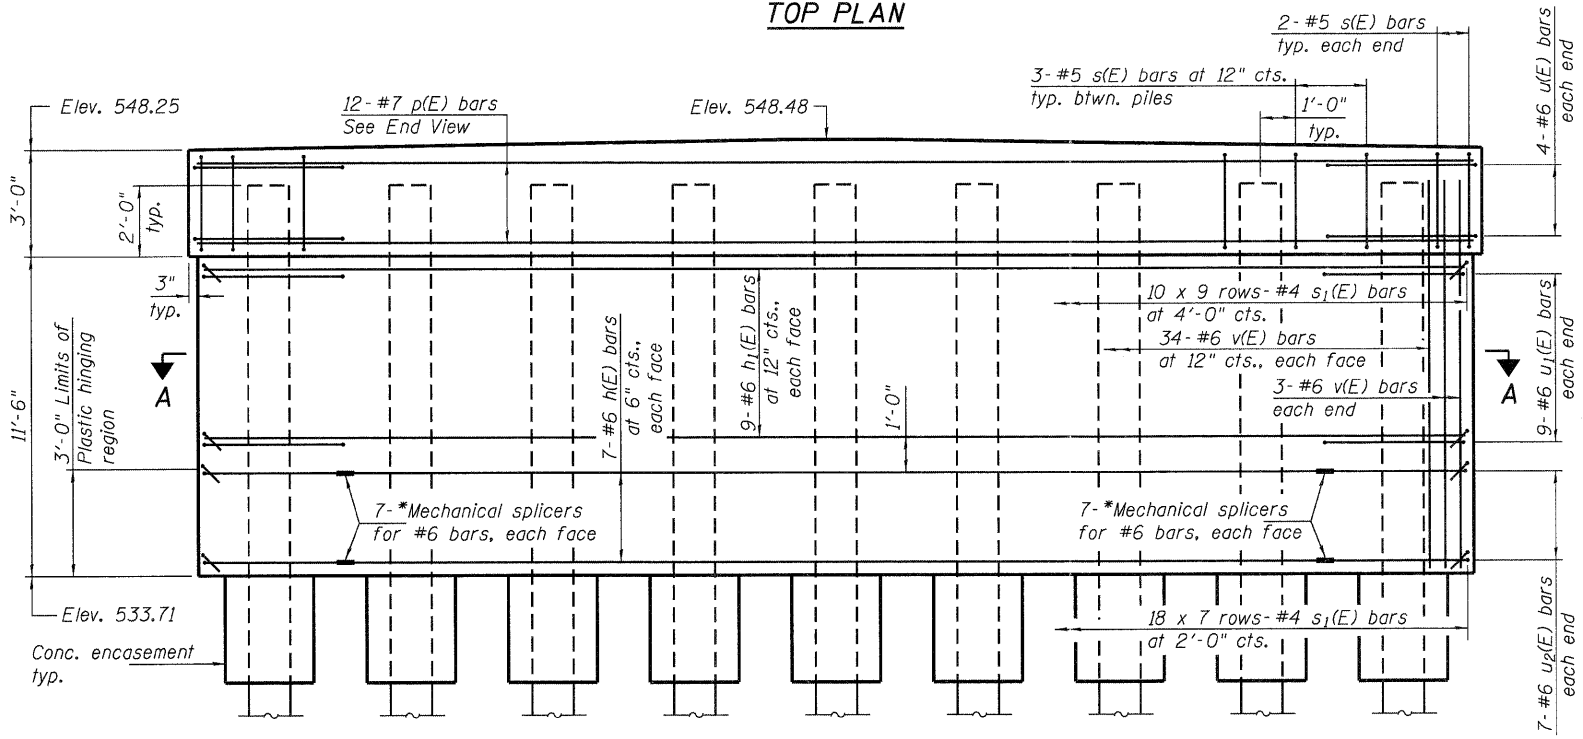 TOP PLAN
2-#5 s(E) bars
typ. each end
4-#6 u(E) bars
each end
3-#5 s(E) bars at 12" cts.
typ. btwn. piles
1'-0"
typ.
Elev. 548.25
12-#7 p(E) bars
See End View
Elev. 548.48
3'-0"
2'-0"
typ.
3"
typ.
10 x 9 rows-#4 s1(E) bars
at 4'-0" cts.
34-#6 v(E) bars
at 12" cts., each face
3-#6 v(E) bars
each end
9-#6 u1(E) bars
each end
11'-6"
3'-0" Limits of
Plastic hinging
region
A
A
7-#6 h(E) bars
at 6" cts.,
each face
9-#6 h1(E) bars
at 12" cts.,
each face
1'-0"
7-*Mechanical splicers
for #6 bars, each face
7-*Mechanical splicers
for #6 bars, each face
Elev. 533.71
18 x 7 rows-#4 s1(E) bars
at 2'-0" cts.
7-#6 u2(E) bars
each end
Conc. encasement
typ.